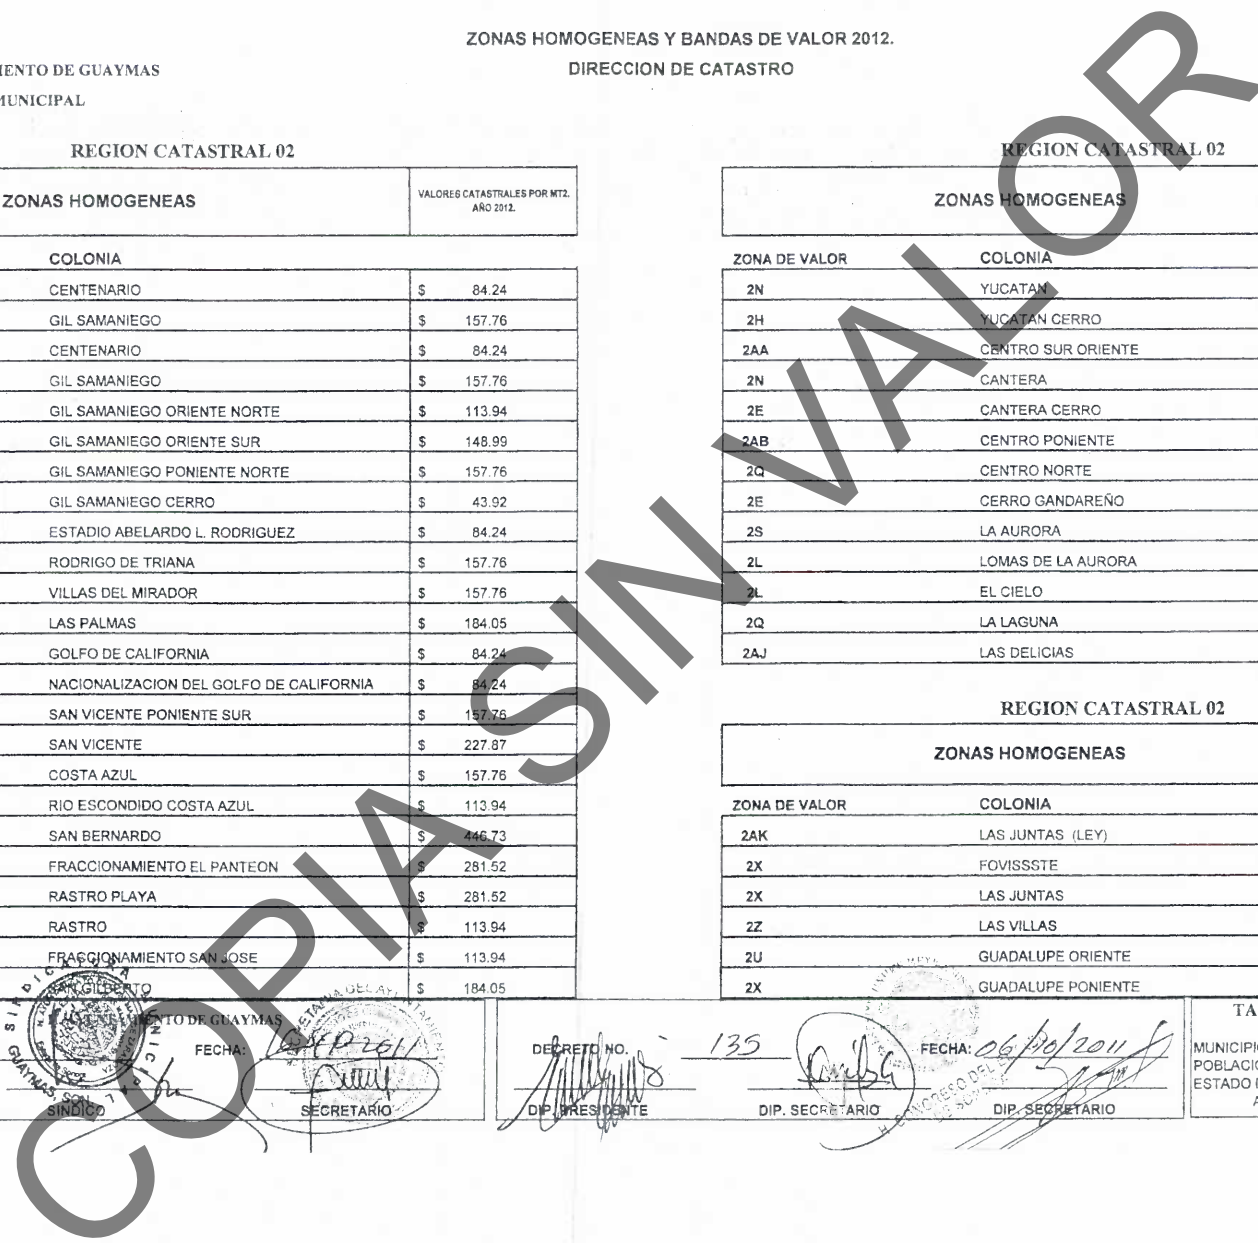 ZONAS HOMOGENEAS Y BANDAS DE VALOR 2012.
DIRECCION DE CATASTRO
IENTO DE GUAYMAS
MUNICIPAL
REGION CATASTRAL 02
ZONAS HOMOGENEAS
VALORES CATASTRALES POR MT2.
AÑO 2012.
COLONIA
CENTENARIO $ 84.24
GIL SAMANIEGO $ 157.76
CENTENARIO $ 84.24
GIL SAMANIEGO $ 157.76
GIL SAMANIEGO ORIENTE NORTE $ 113.94
GIL SAMANIEGO ORIENTE SUR $ 148.99
GIL SAMANIEGO PONIENTE NORTE $ 157.76
GIL SAMANIEGO CERRO $ 43.92
ESTADIO ABELARDO L. RODRIGUEZ $ 84.24
RODRIGO DE TRIANA $ 157.76
VILLAS DEL MIRADOR $ 157.76
LAS PALMAS $ 184.05
GOLFO DE CALIFORNIA $ 84.24
NACIONALIZACION DEL GOLFO DE CALIFORNIA $ 84.24
SAN VICENTE PONIENTE SUR $ 157.76
SAN VICENTE $ 227.87
COSTA AZUL $ 157.76
RIO ESCONDIDO COSTA AZUL $ 113.94
SAN BERNARDO $ 446.73
FRACCIONAMIENTO EL PANTEON $ 281.52
RASTRO PLAYA $ 281.52
RASTRO $ 113.94
FRACCIONAMIENTO SAN JOSE $ 113.94
SAN GILBERTO $ 184.05
REGION CATASTRAL 02
ZONAS HOMOGENEAS
ZONA DE VALOR COLONIA
2N YUCATAN
2H YUCATAN CERRO
2AA CENTRO SUR ORIENTE
2N CANTERA
2E CANTERA CERRO
2AB CENTRO PONIENTE
2Q CENTRO NORTE
2E CERRO GANDAREÑO
2S LA AURORA
2L LOMAS DE LA AURORA
2L EL CIELO
2Q LA LAGUNA
2AJ LAS DELICIAS
REGION CATASTRAL 02
ZONAS HOMOGENEAS
ZONA DE VALOR COLONIA
2AK LAS JUNTAS (LEY)
2X FOVISSSTE
2X LAS JUNTAS
2Z LAS VILLAS
2U GUADALUPE ORIENTE
2X GUADALUPE PONIENTE
DE GUAYMAS
FECHA:
SINDICO
SECRETARIO
SINDICATURA
GUAYMAS, SON.
DECRETO NO. 135
DIP. PRESIDENTE
DIP. SECRETARIO
FECHA: 06/10/2011
DIP. SECRETARIO
H. CONGRESO DEL
TA
MUNICIPI
POBLACIO
ESTADO
COPIA SIN VALOR